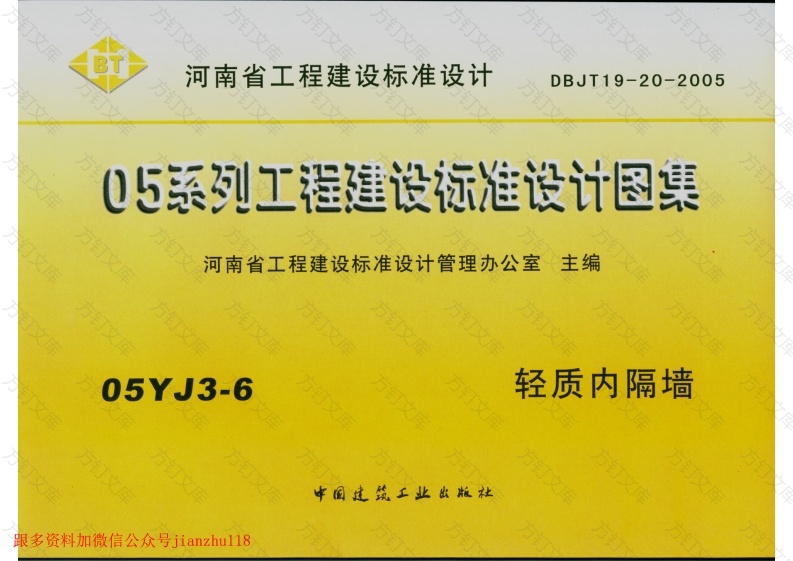 BT
河南省工程建设标准设计 DBJT19-20-2005
05系列工程建设标准设计图集
河南省工程建设标准设计管理办公室 主编
05YJ3-6 轻质内隔墙
中国建筑工业出版社
跟多资料加微信公众号jianzhu118
方钉文库